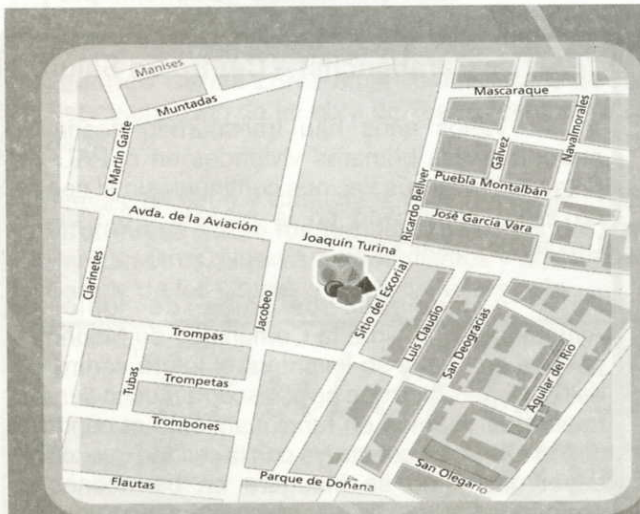 Manises
Muntadas
C. Martín Gaite
Mascaraque
Gálvez
Navalmorales
Puebla Montalbán
Ricardo Bellver
José García Vara
Avda. de la Aviación
Joaquín Turina
Clarinetes
Jacobeo
Sitio del Escorial
Luis Claudio
San Deogracias
Aguilar del Río
Trompas
Tubas
Trompetas
Trombones
Flautas
Parque de Doñana
San Olegario